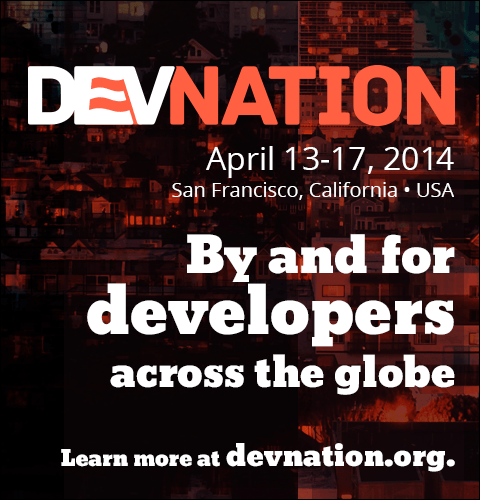 DEVNATION
April 13-17, 2014
San Francisco, California • USA
By and for
developers
across the globe
Learn more at devnation.org.